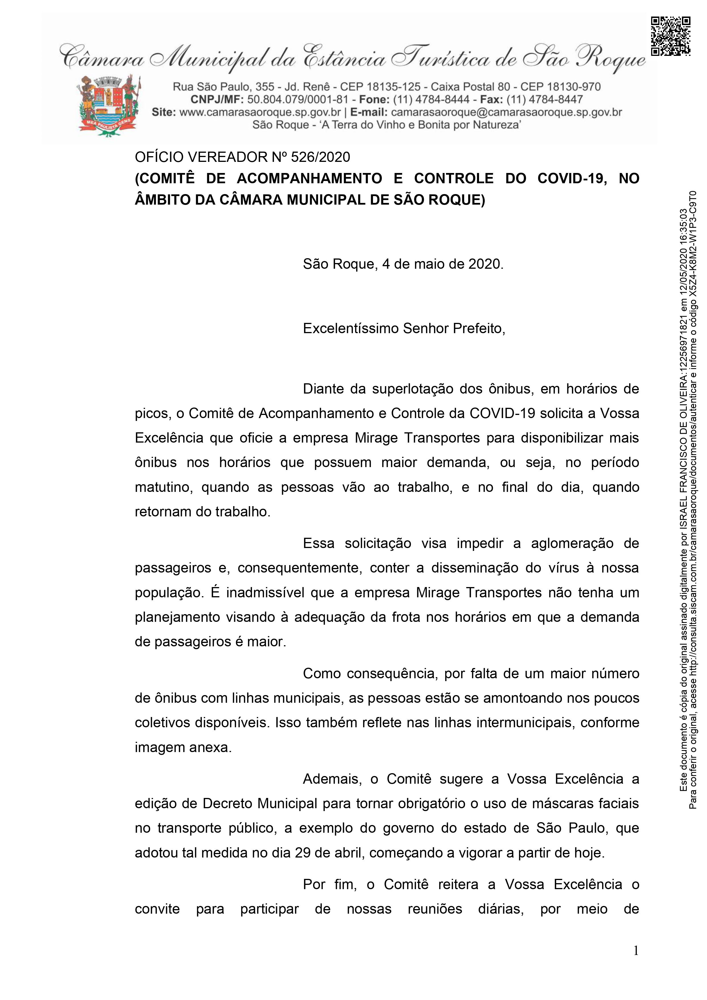 Câmara Municipal da Estância Turística de São Roque
Rua São Paulo, 355 - Jd. Renê - CEP 18135-125 - Caixa Postal 80 - CEP 18130-970
CNPJ/MF: 50.804.079/0001-81 - Fone: (11) 4784-8444 - Fax: (11) 4784-8447
Site: www.camarasaoroque.sp.gov.br | E-mail: camarasaoroque@camarasaoroque.sp.gov.br
São Roque - ‘A Terra do Vinho e Bonita por Natureza’
MEA PAULISTA GENS
OFÍCIO VEREADOR Nº 526/2020
(COMITÊ DE ACOMPANHAMENTO E CONTROLE DO COVID-19, NO
ÂMBITO DA CÂMARA MUNICIPAL DE SÃO ROQUE)
São Roque, 4 de maio de 2020.
Excelentíssimo Senhor Prefeito,
Diante da superlotação dos ônibus, em horários de
picos, o Comitê de Acompanhamento e Controle da COVID-19 solicita a Vossa
Excelência que oficie a empresa Mirage Transportes para disponibilizar mais
ônibus nos horários que possuem maior demanda, ou seja, no período
matutino, quando as pessoas vão ao trabalho, e no final do dia, quando
retornam do trabalho.
Essa solicitação visa impedir a aglomeração de
passageiros e, consequentemente, conter a disseminação do vírus à nossa
população. É inadmissível que a empresa Mirage Transportes não tenha um
planejamento visando à adequação da frota nos horários em que a demanda
de passageiros é maior.
Como consequência, por falta de um maior número
de ônibus com linhas municipais, as pessoas estão se amontoando nos poucos
coletivos disponíveis. Isso também reflete nas linhas intermunicipais, conforme
imagem anexa.
Ademais, o Comitê sugere a Vossa Excelência a
edição de Decreto Municipal para tornar obrigatório o uso de máscaras faciais
no transporte público, a exemplo do governo do estado de São Paulo, que
adotou tal medida no dia 29 de abril, começando a vigorar a partir de hoje.
Por fim, o Comitê reitera a Vossa Excelência o
convite para participar de nossas reuniões diárias, por meio de
1
Este documento é cópia do original assinado digitalmente por ISRAEL FRANCISCO DE OLIVEIRA:12256971821 em 12/05/2020 16:35:03
Para conferir o original, acesse http://consulta.siscam.com.br/camarasaoroque/documentos/autenticar e informe o código X5Z4-K8M2-W1P3-C9T0